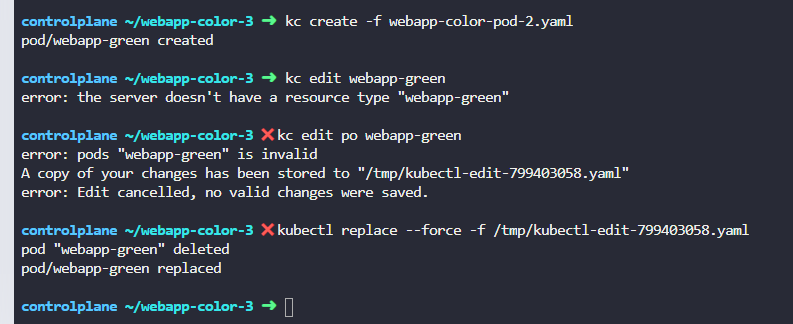 controlplane ~/webapp-color-3 ➜ kc create -f webapp-color-pod-2.yaml
pod/webapp-green created
controlplane ~/webapp-color-3 ➜ kc edit webapp-green
error: the server doesn't have a resource type "webapp-green"
controlplane ~/webapp-color-3 ✖kc edit po webapp-green
error: pods "webapp-green" is invalid
A copy of your changes has been stored to "/tmp/kubectl-edit-799403058.yaml"
error: Edit cancelled, no valid changes were saved.
controlplane ~/webapp-color-3 ✖kubectl replace --force -f /tmp/kubectl-edit-799403058.yaml
pod "webapp-green" deleted
pod/webapp-green replaced
controlplane ~/webapp-color-3 ➜